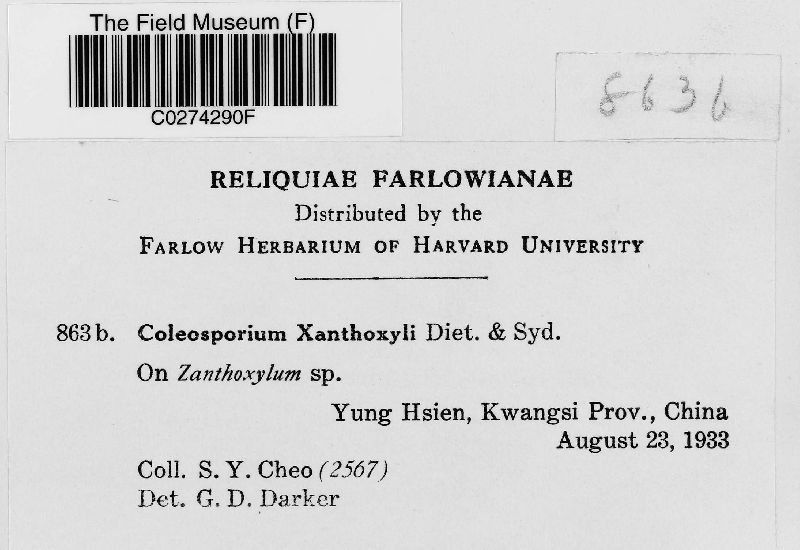 The Field Museum (F)
C0274290F
863b
RELIQUIAE FARLOWIANAE
Distributed by the
FARLOW HERBARIUM OF HARVARD UNIVERSITY
863 b. Coleosporium Xanthoxyli Diet. & Syd.
On Zanthoxylum sp.
Yung Hsien, Kwangsi Prov., China
August 23, 1933
Coll. S. Y. Cheo (2567)
Det. G. D. Darker